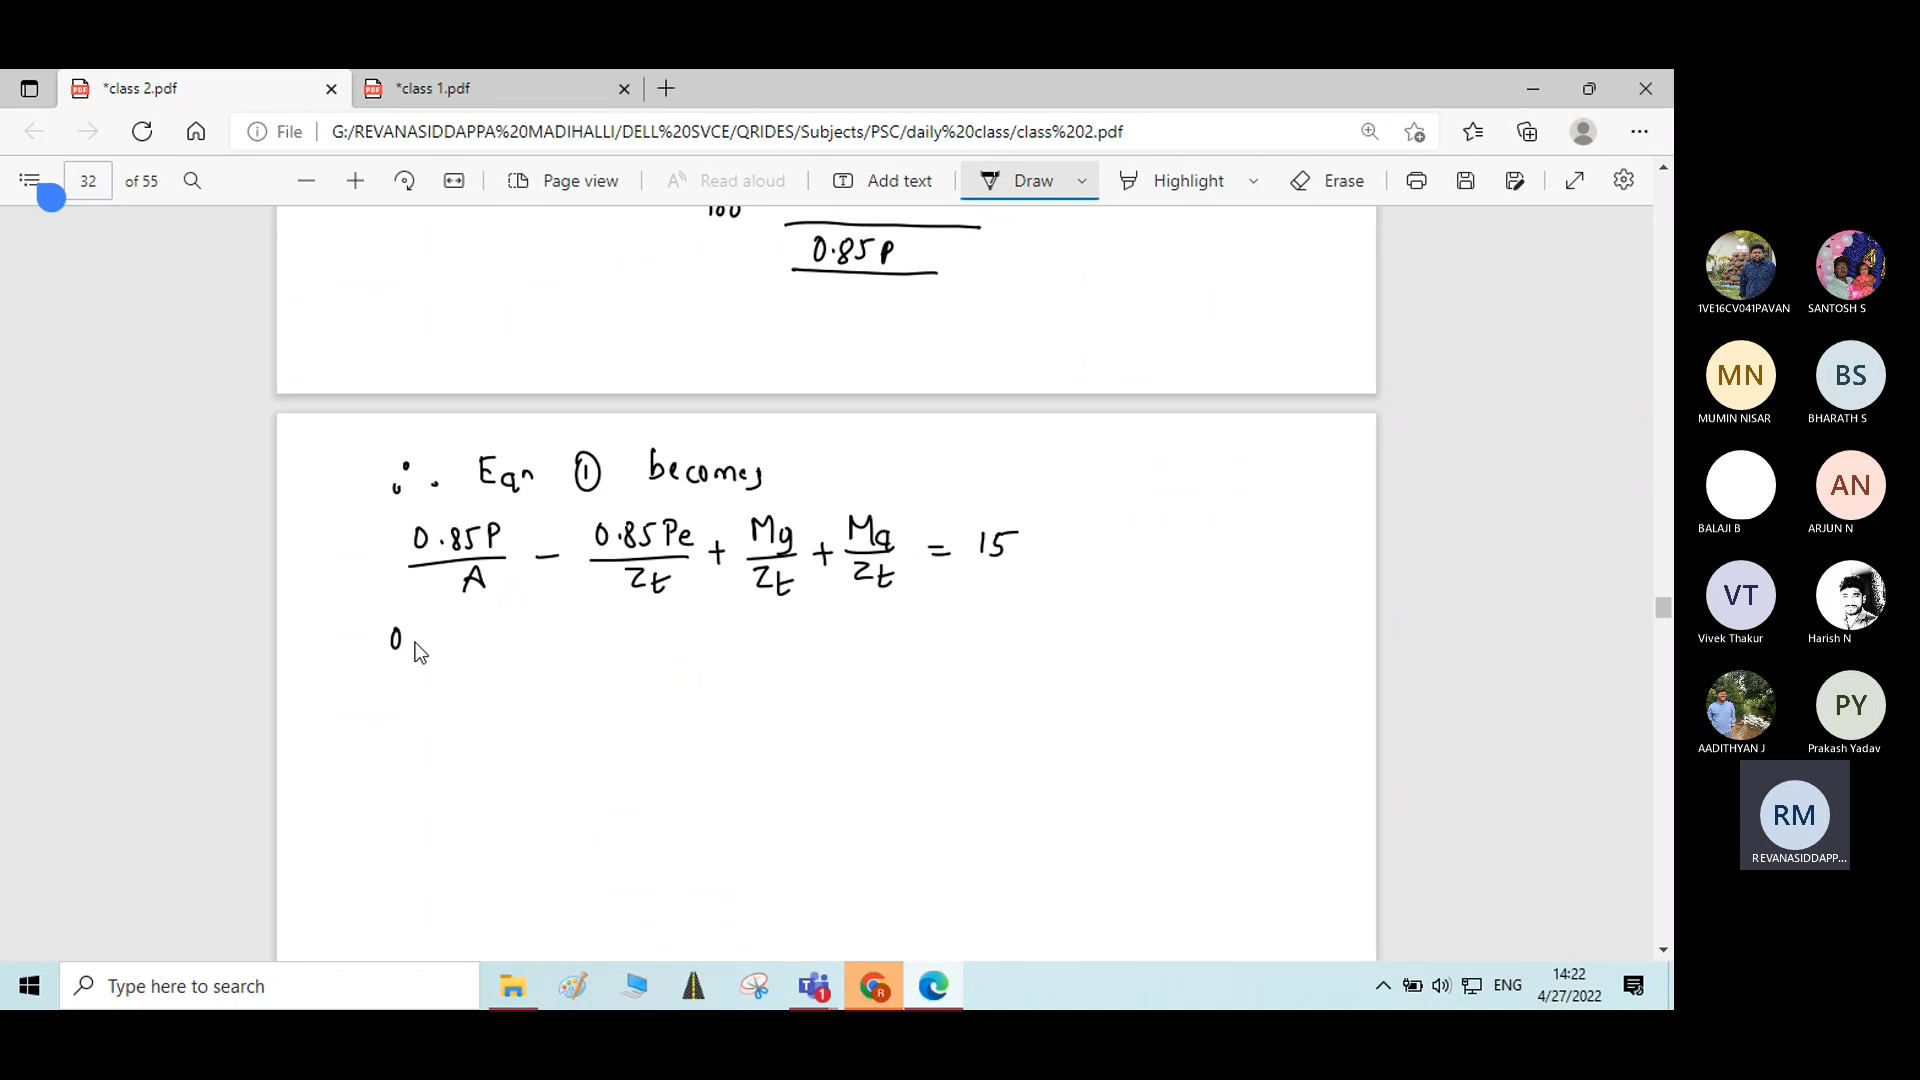 *class 2.pdf
*class 1.pdf
File G:/REVANASIDDAPPA%20MADIHALLI/DELL%20SVCE/QRIDES/Subjects/PSC/daily%20class/class%202.pdf
32 of 55 Page view Read aloud Add text Draw Highlight Erase
100
0.85P
∴ Eqn ① becomes
0.85P/A - 0.85Pe/Zt + Mg/Zt + Mq/Zt = 15
0
1VE16CV041PAVAN SANTOSH S
MN BS
MUMIN NISAR BHARATH S
AN
BALAJI B ARJUN N
VT
Vivek Thakur Harish N
PY
AADITHYAN J Prakash Yadav
RM
REVANASIDDAPP...
Type here to search
1
R
ENG
14:22
4/27/2022